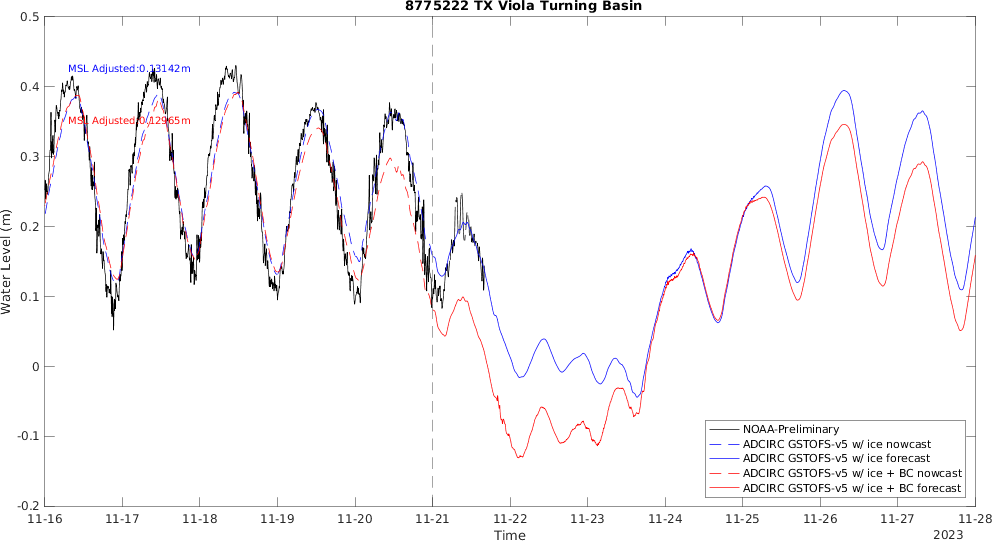 8775222 TX Viola Turning Basin
0.5
0.4
0.3
0.2
0.1
0
-0.1
-0.2
Water Level (m)
MSL Adjusted:0.13142m
MSL Adjusted:0.12965m
NOAA-Preliminary
ADCIRC GSTOFS-v5 w/ ice nowcast
ADCIRC GSTOFS-v5 w/ ice forecast
ADCIRC GSTOFS-v5 w/ ice + BC nowcast
ADCIRC GSTOFS-v5 w/ ice + BC forecast
11-16 11-17 11-18 11-19 11-20 11-21 11-22 11-23 11-24 11-25 11-26 11-27 11-28
Time
2023